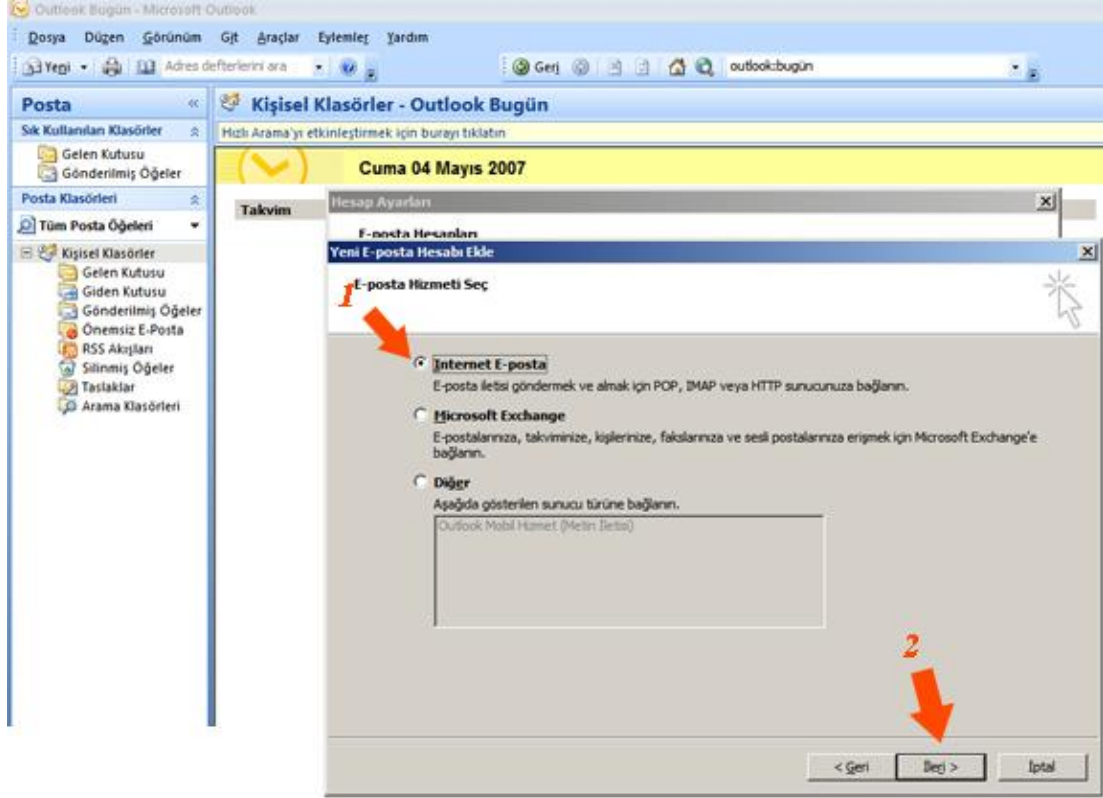 Outlook Bugün - Microsoft Outlook
Dosya Düzen Görünüm Git Araçlar Eylemler Yardım
Yeni Adres defterlerini ara Geri outlook:bugün
Posta «
Kişisel Klasörler - Outlook Bugün
Sık Kullanılan Klasörler
Hızlı Arama'yı etkinleştirmek için burayı tıklatın
Gelen Kutusu
Gönderilmiş Öğeler
Cuma 04 Mayıs 2007
Posta Klasörleri
Tüm Posta Öğeleri
Takvim
Kişisel Klasörler
Gelen Kutusu
Giden Kutusu
Gönderilmiş Öğeler
Önemsiz E-Posta
RSS Akışları
Silinmiş Öğeler
Taslaklar
Arama Klasörleri
Hesap Ayarları
E-posta Hesapları
Yeni E-posta Hesabı Ekle
E-posta Hizmeti Seç
1
Internet E-posta
E-posta iletisi göndermek ve almak için POP, IMAP veya HTTP sunucunuza bağlanın.
Microsoft Exchange
E-postalarınıza, takviminize, kişilerinize, fakslarınıza ve sesli postalarınıza erişmek için Microsoft Exchange'e
bağlanın.
Diğer
Aşağıda gösterilen sunucu türüne bağlanın.
Outlook Mobil Hizmet (Metin İletisi)
2
< Geri İleri > İptal